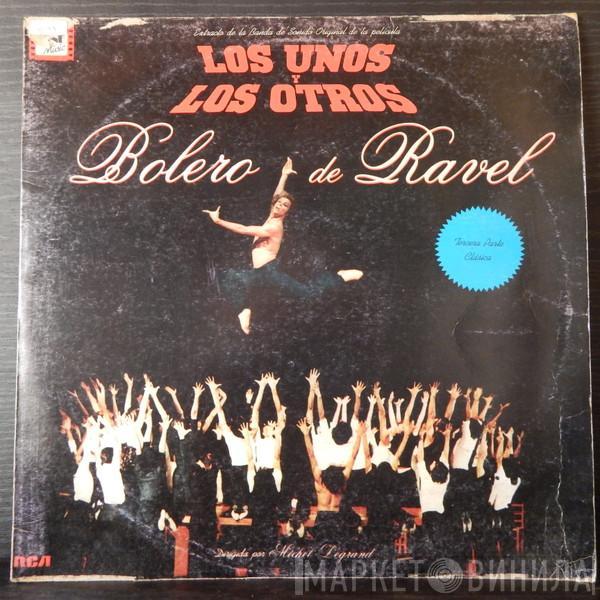 Extracto de la Banda de Sonido Original de la película
LOS UNOS
Y
LOS OTROS
Bolero de Ravel
Tercera Parte
Clásica
Dirigida por Michel Legrand
RCA
МАРКЕТ ВИНИЛА